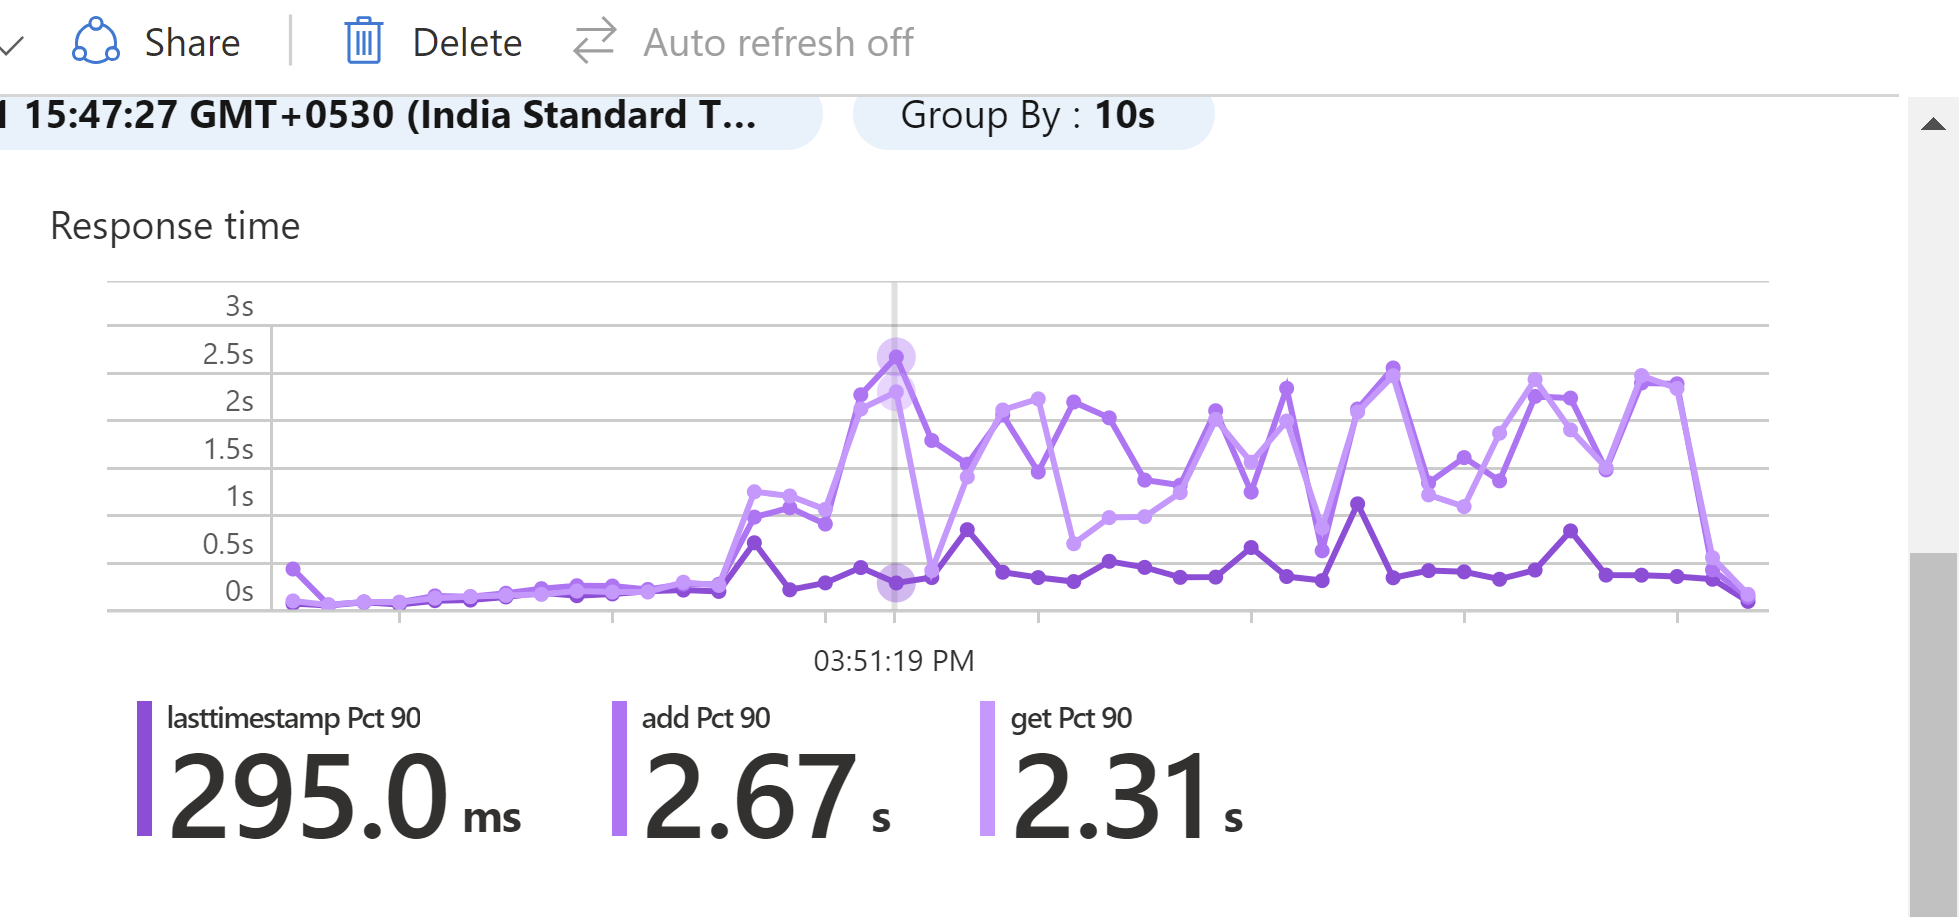 Share
Delete
Auto refresh off
1 15:47:27 GMT+0530 (India Standard T...
Group By : 10s
Response time
3s
2.5s
2s
1.5s
1s
0.5s
0s
03:51:19 PM
lasttimestamp Pct 90
295.0 ms
add Pct 90
2.67 s
get Pct 90
2.31 s